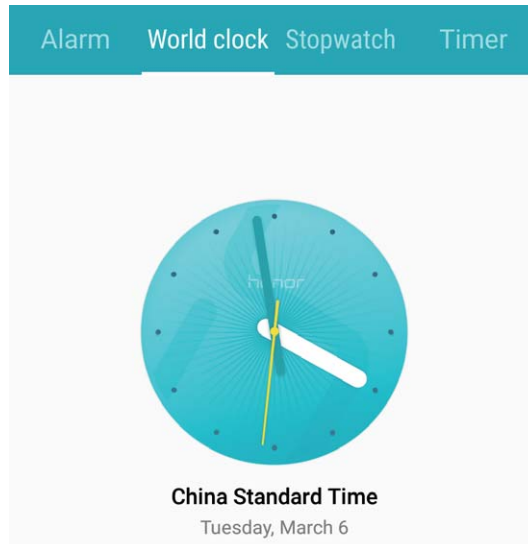 Alarm World clock Stopwatch Timer
honor
China Standard Time
Tuesday, March 6